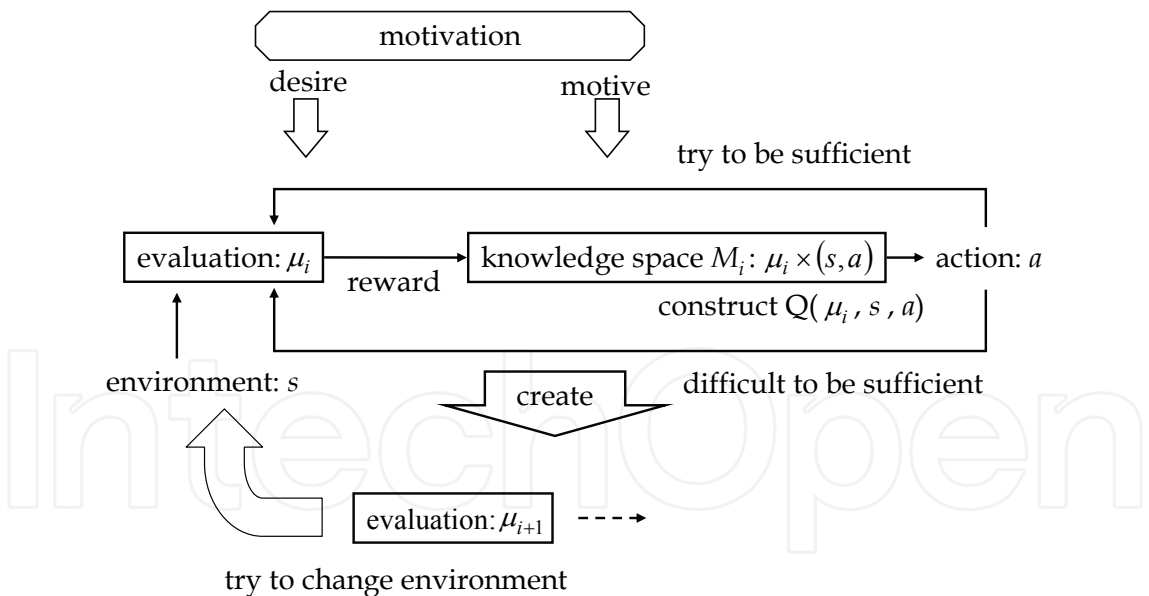 motivation
desire
motive
try to be sufficient
evaluation: μᵢ
reward
knowledge space Mᵢ: μᵢ × (s, a)
action: a
construct Q( μᵢ , s , a)
environment: s
difficult to be sufficient
create
evaluation: μᵢ₊₁
try to change environment
IntechOpen